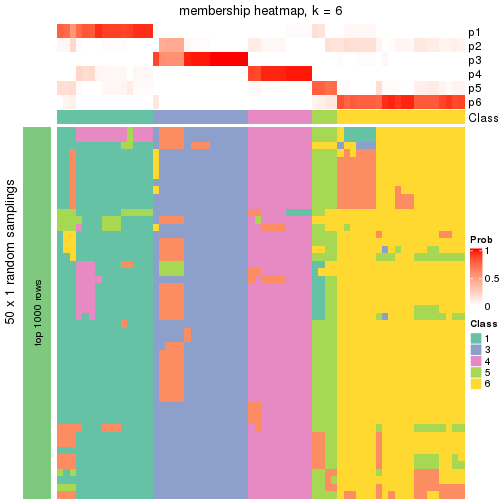 membership heatmap, k = 6
p1
p2
p3
p4
p5
p6
Class
50 x 1 random samplings
top 1000 rows
Prob
1
0.5
0
Class
1
3
4
5
6